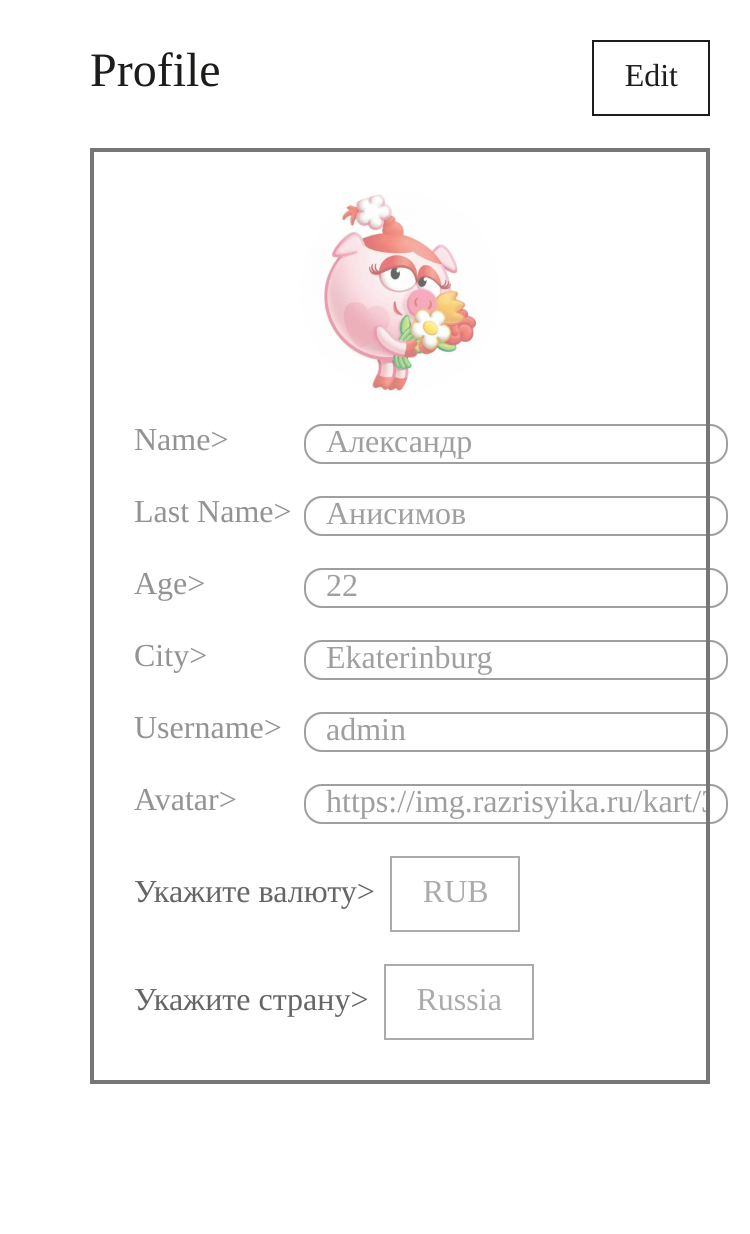 Profile
Edit
Name> Александр
Last Name> Анисимов
Age> 22
City> Ekaterinburg
Username> admin
Avatar> https://img.razrisyika.ru/kart/
Укажите валюту> RUB
Укажите страну> Russia